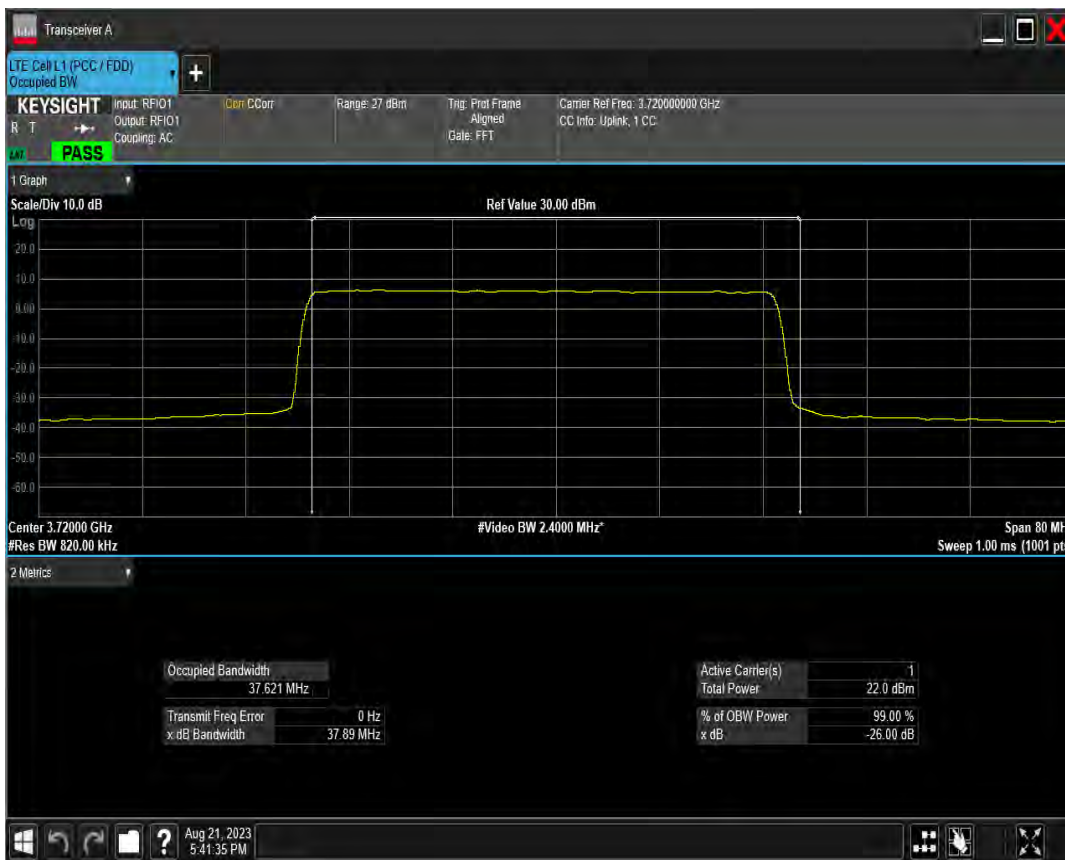 Transceiver A
LTE Cell L1 (PCC / FDD)
Occupied BW
+
KEYSIGHT
R T
PASS
Input: RFIO1
Output: RFIO1
Coupling: AC
Corr CCorr
Range: 27 dBm
Trig: Prot Frame
Aligned
Gate: FFT
Carrier Ref Freq: 3.720000000 GHz
CC Info: Uplink, 1 CC
1 Graph
Scale/Div 10.0 dB
Ref Value 30.00 dBm
Log
20.0
10.0
0.00
-10.0
-20.0
-30.0
-40.0
-50.0
-60.0
Center 3.72000 GHz
#Video BW 2.4000 MHz*
Span 80 MH
#Res BW 820.00 kHz
Sweep 1.00 ms (1001 pts
2 Metrics
Occupied Bandwidth
37.621 MHz
Transmit Freq Error 0 Hz
x dB Bandwidth 37.89 MHz
Active Carrier(s) 1
Total Power 22.0 dBm
% of OBW Power 99.00 %
x dB -26.00 dB
?
Aug 21, 2023
5:41:35 PM